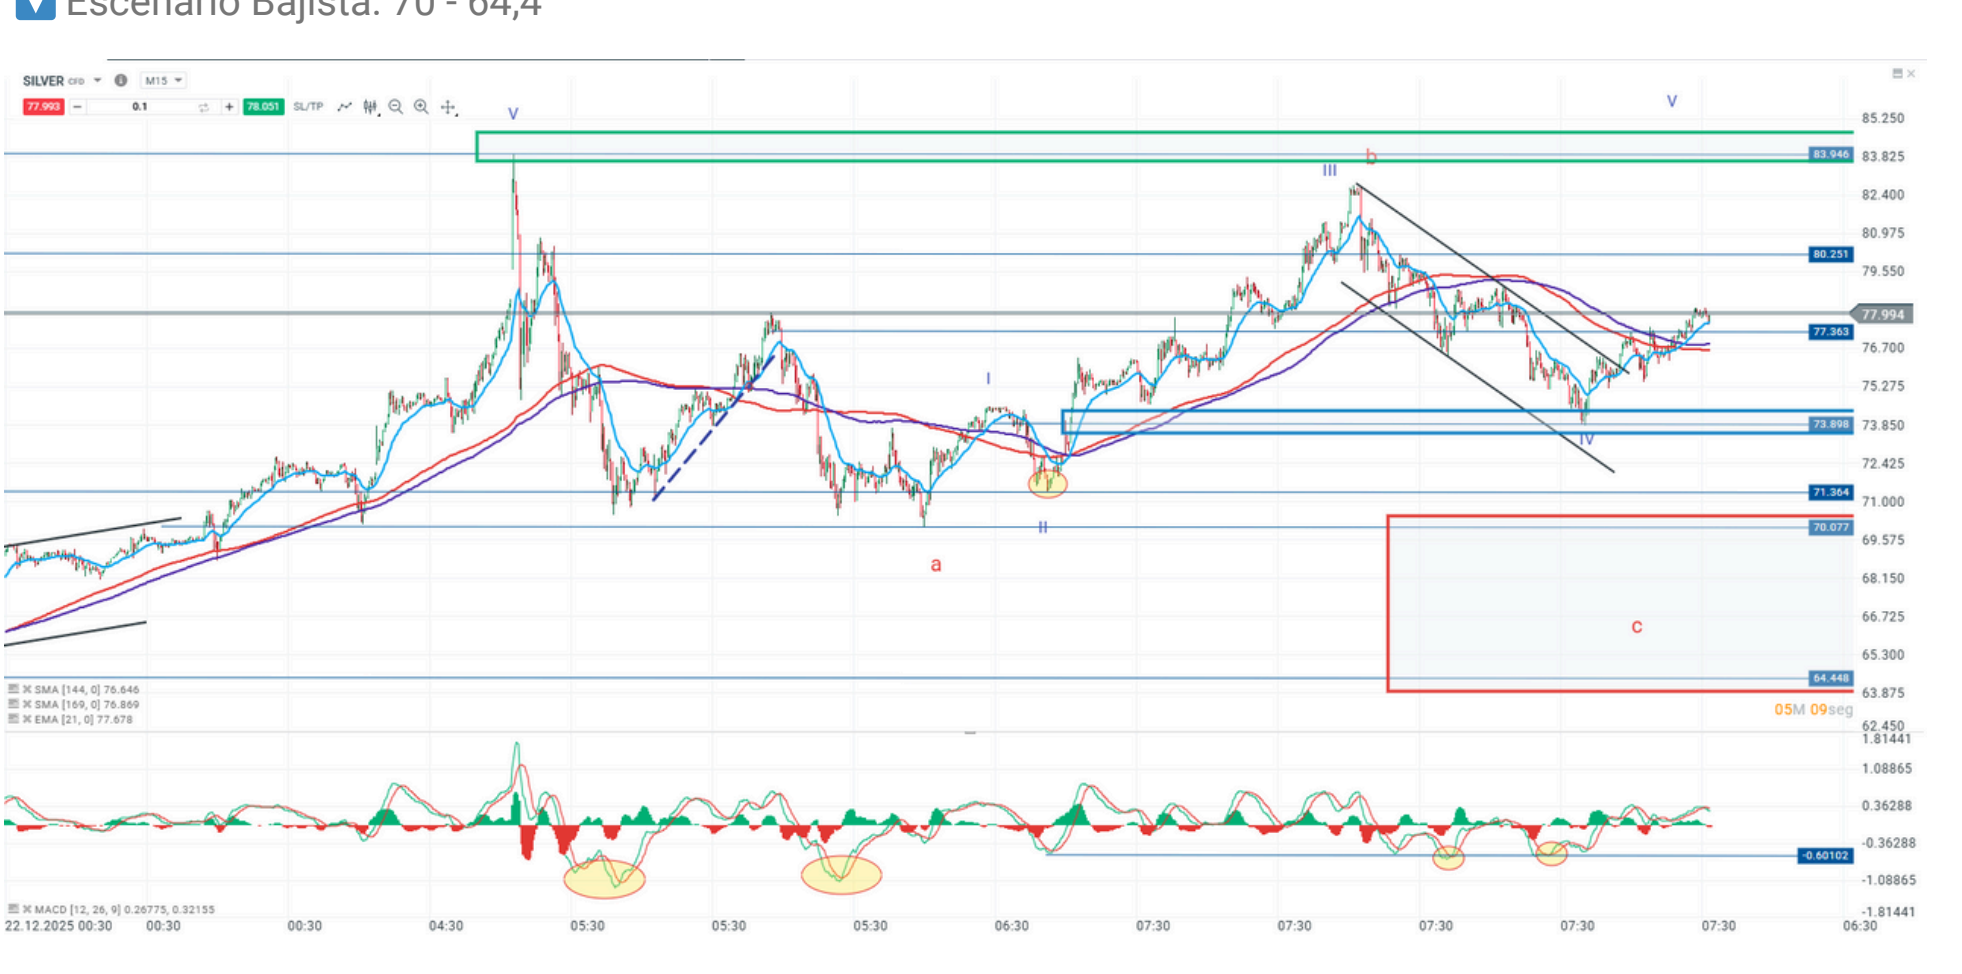 Escenario Bajista: 70 - 64,4
SILVER CFD M15
77.993 − 0.1 + 78.051 SL/TP
V
V
85.250
83.946
83.825
b
III
82.400
80.975
80.251
79.550
77.994
77.363
76.700
I
75.275
73.898
73.850
IV
72.425
71.364
71.000
II
70.077
69.575
a
68.150
66.725
c
65.300
64.448
SMA [144, 0] 76.646
63.875
SMA [169, 0] 76.869
05M 09seg
EMA [21, 0] 77.678
62.450
1.81441
1.08865
0.36288
-0.36288
-0.60102
-1.08865
MACD [12, 26, 9] 0.26775, 0.32155
-1.81441
22.12.2025 00:30 00:30 00:30 04:30 05:30 05:30 05:30 06:30 07:30 07:30 07:30 07:30 07:30 06:30